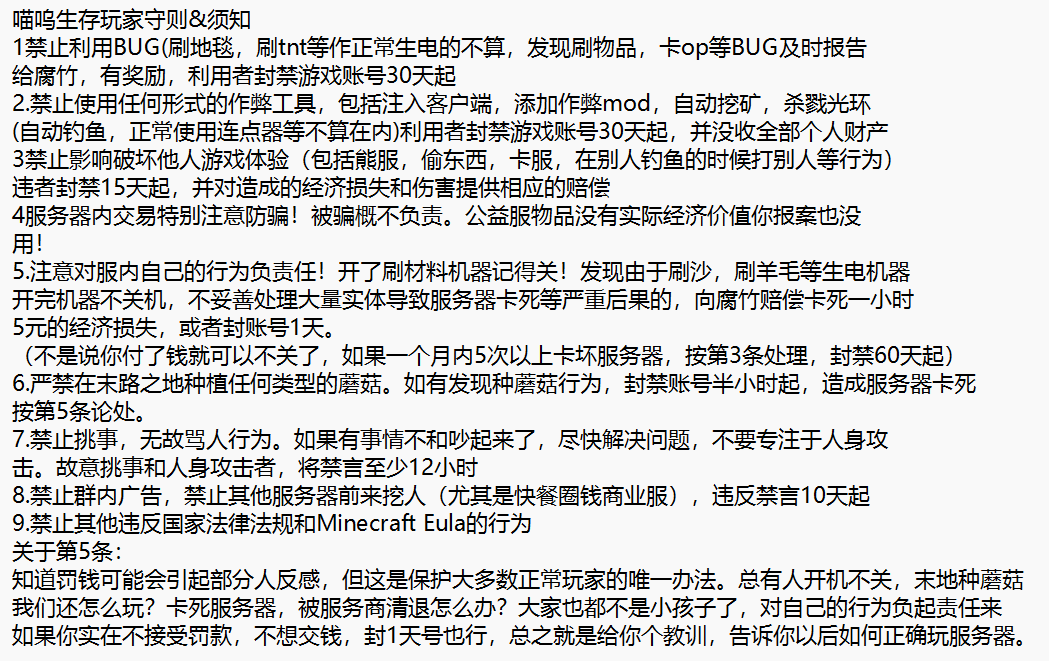 喵呜生存玩家守则&须知
1禁止利用BUG(刷地毯，刷tnt等作正常生电的不算，发现刷物品，卡op等BUG及时报告
给腐竹，有奖励，利用者封禁游戏账号30天起
2.禁止使用任何形式的作弊工具，包括注入客户端，添加作弊mod，自动挖矿，杀戮光环
(自动钓鱼，正常使用连点器等不算在内)利用者封禁游戏账号30天起，并没收全部个人财产
3禁止影响破坏他人游戏体验（包括熊服，偷东西，卡服，在别人钓鱼的时候打别人等行为）
违者封禁15天起，并对造成的经济损失和伤害提供相应的赔偿
4服务器内交易特别注意防骗！被骗概不负责。公益服物品没有实际经济价值你报案也没
用！
5.注意对服内自己的行为负责任！开了刷材料机器记得关！发现由于刷沙，刷羊毛等生电机器
开完机器不关机，不妥善处理大量实体导致服务器卡死等严重后果的，向腐竹赔偿卡死一小时
5元的经济损失，或者封账号1天。
（不是说你付了钱就可以不关了，如果一个月内5次以上卡坏服务器，按第3条处理，封禁60天起）
6.严禁在末路之地种植任何类型的蘑菇。如有发现种蘑菇行为，封禁账号半小时起，造成服务器卡死
按第5条论处。
7.禁止挑事，无故骂人行为。如果有事情不和吵起来了，尽快解决问题，不要专注于人身攻
击。故意挑事和人身攻击者，将禁言至少12小时
8.禁止群内广告，禁止其他服务器前来挖人（尤其是快餐圈钱商业服），违反禁言10天起
9.禁止其他违反国家法律法规和Minecraft Eula的行为
关于第5条：
知道罚钱可能会引起部分人反感，但这是保护大多数正常玩家的唯一办法。总有人开机不关，末地种蘑菇
我们还怎么玩？卡死服务器，被服务商清退怎么办？大家也都不是小孩子了，对自己的行为负起责任来
如果你实在不接受罚款，不想交钱，封1天号也行，总之就是给你个教训，告诉你以后如何正确玩服务器。